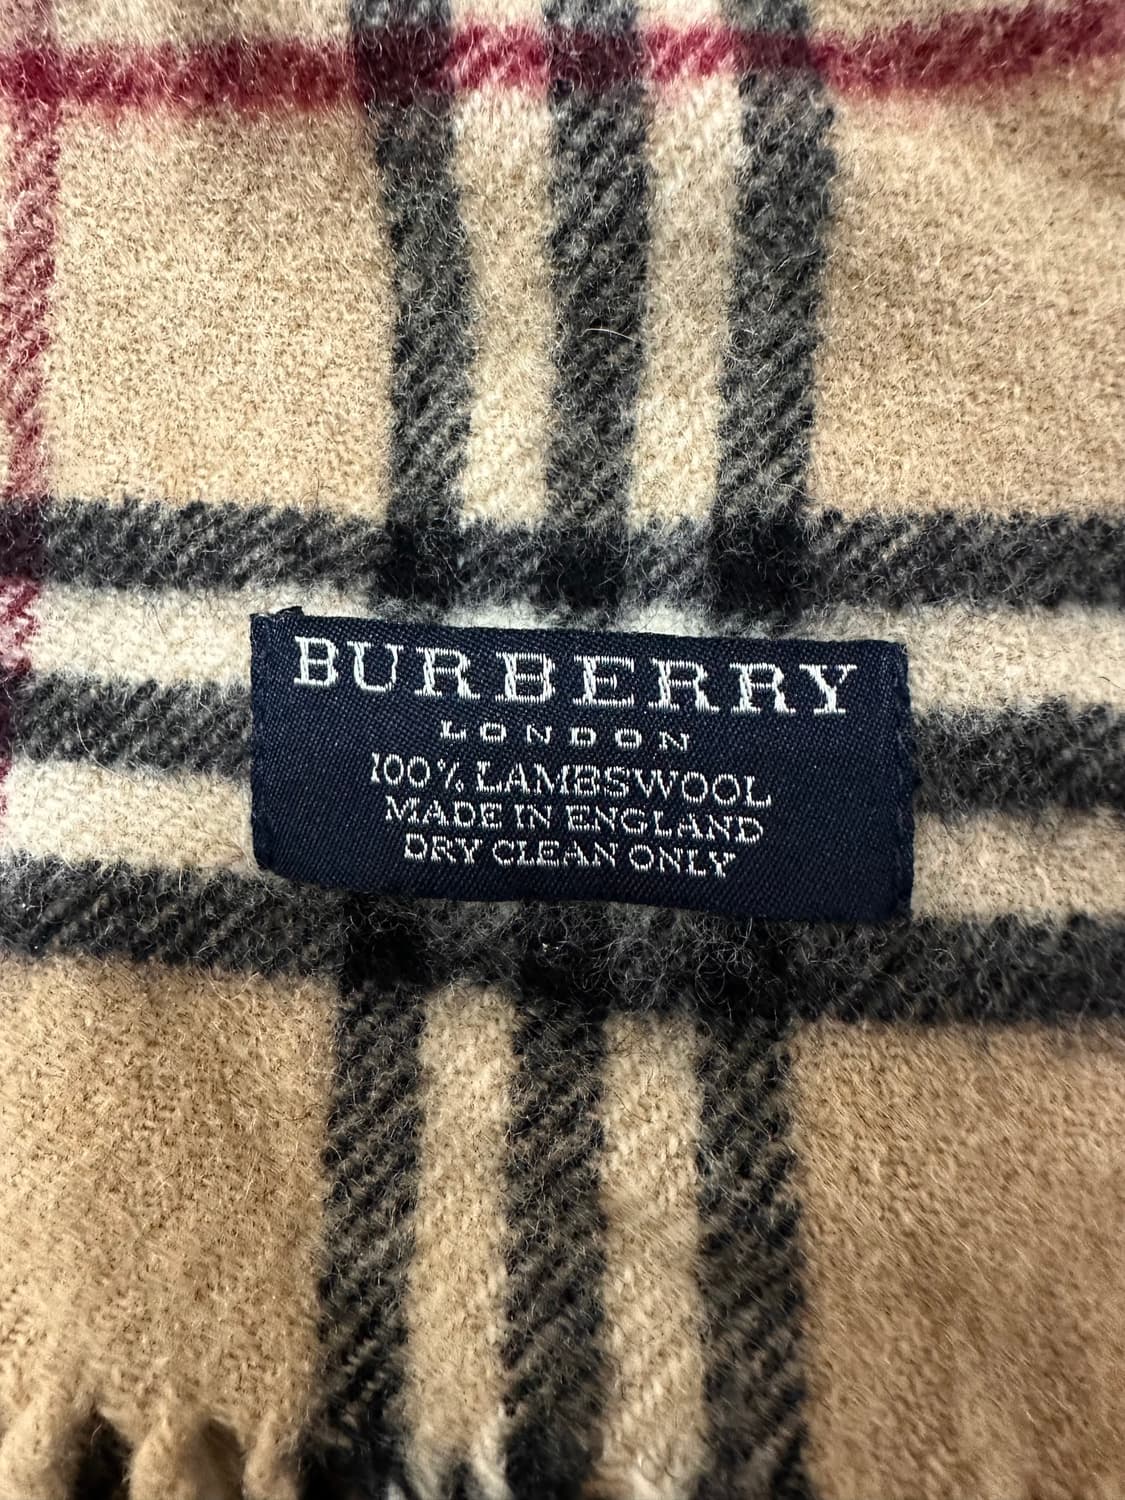 BURBERRY
LONDON
100% LAMBSWOOL
MADE IN ENGLAND
DRY CLEAN ONLY